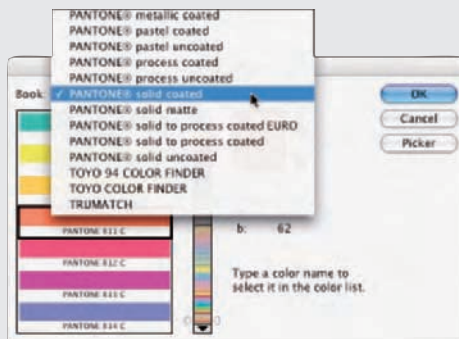 PANTONE® metallic coated
PANTONE® pastel coated
PANTONE® pastel uncoated
PANTONE® process coated
PANTONE® process uncoated
Book: ✓ PANTONE® solid coated
OK
PANTONE® solid matte
Cancel
PANTONE® solid to process coated EURO
PANTONE® solid to process coated
Picker
PANTONE® solid uncoated
TOYO 94 COLOR FINDER
TOYO COLOR FINDER
TRUMATCH
b: 62
PANTONE 811 C
PANTONE 812 C
Type a color name to
select it in the color list.
PANTONE 813 C
PANTONE 814 C